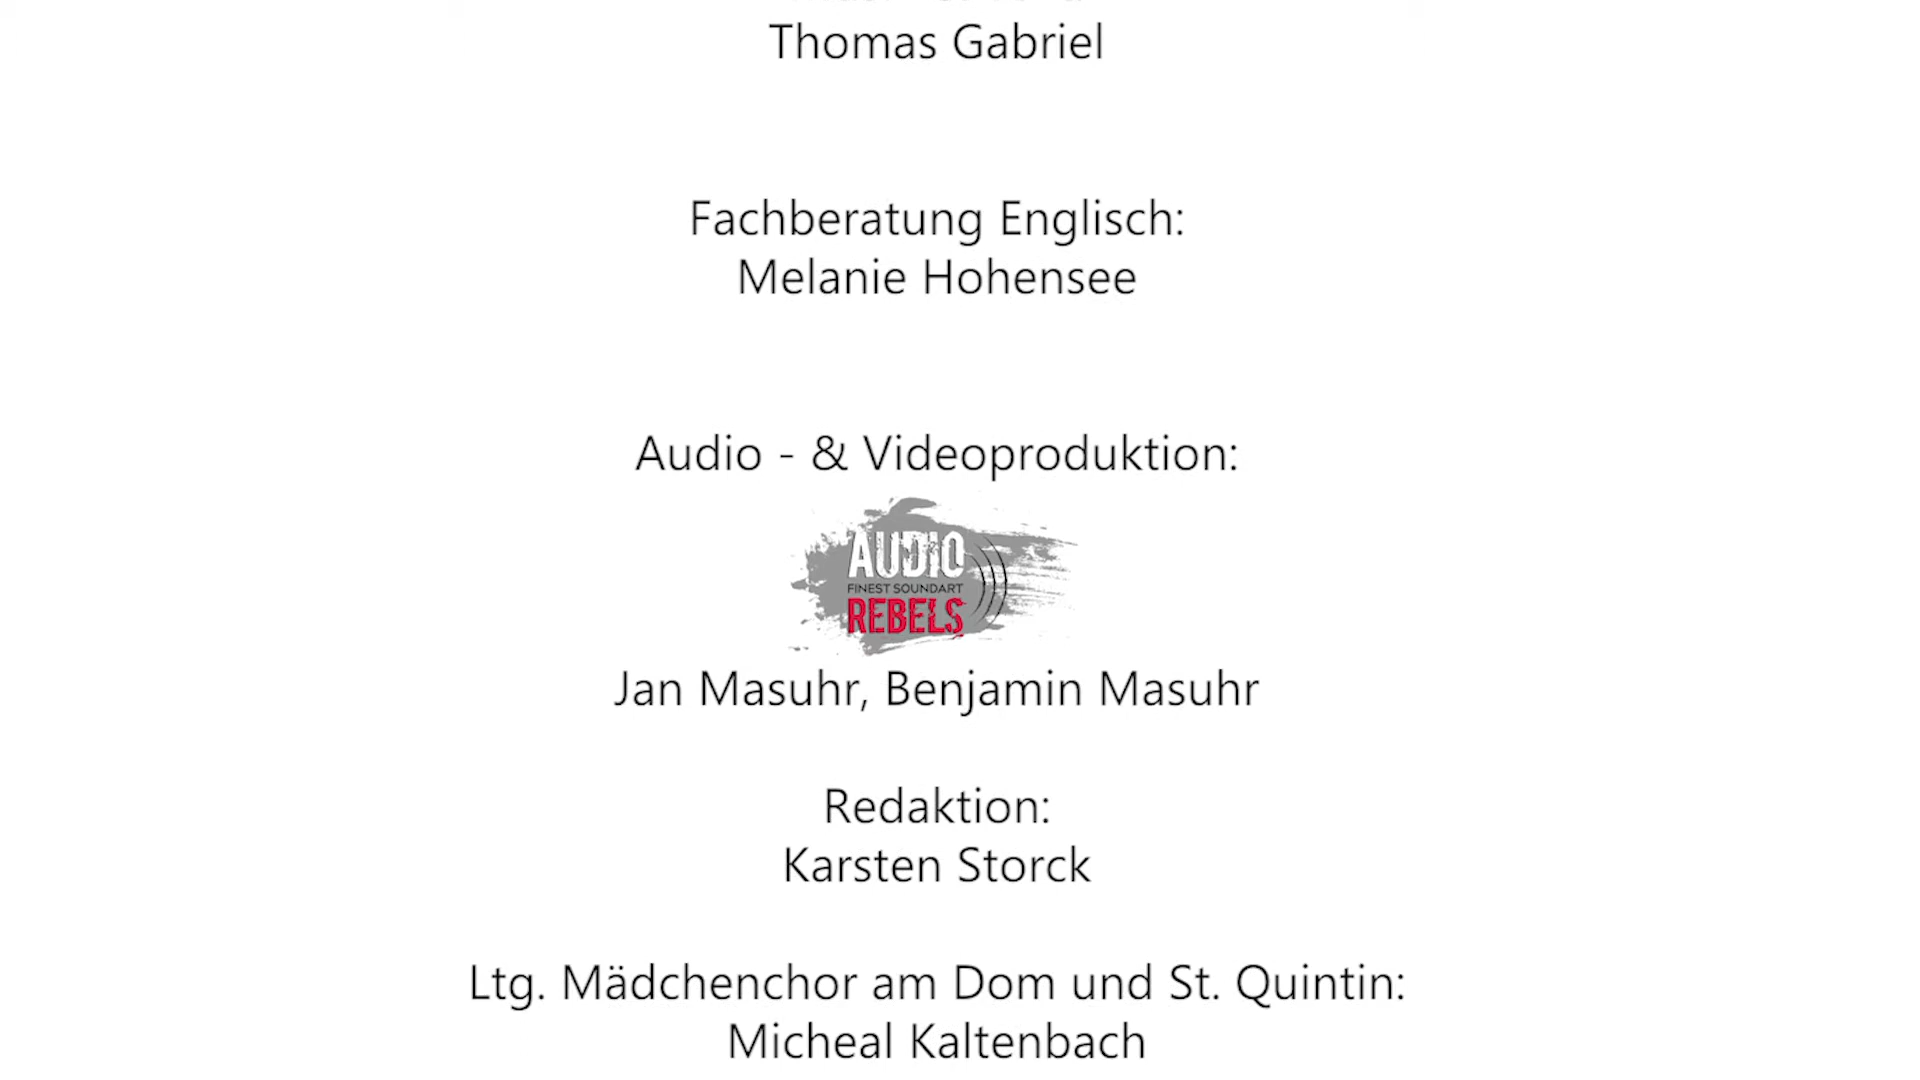 Thomas Gabriel
Fachberatung Englisch:
Melanie Hohensee
Audio - & Videoproduktion:
AUDIO
FINEST SOUNDART
REBELS
Jan Masuhr, Benjamin Masuhr
Redaktion:
Karsten Storck
Ltg. Mädchenchor am Dom und St. Quintin:
Micheal Kaltenbach